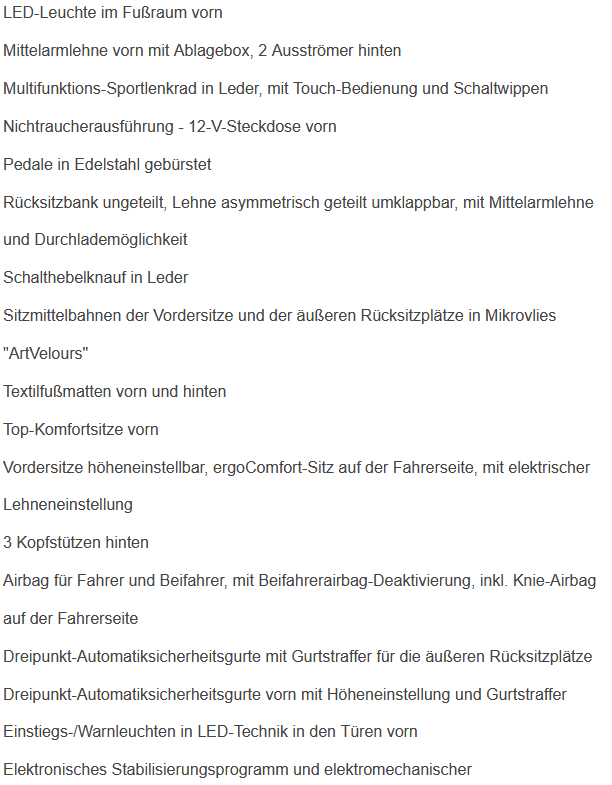 LED-Leuchte im Fußraum vorn
Mittelarmlehne vorn mit Ablagebox, 2 Ausströmer hinten
Multifunktions-Sportlenkrad in Leder, mit Touch-Bedienung und Schaltwippen
Nichtraucherausführung - 12-V-Steckdose vorn
Pedale in Edelstahl gebürstet
Rücksitzbank ungeteilt, Lehne asymmetrisch geteilt umklappbar, mit Mittelarmlehne
und Durchlademöglichkeit
Schalthebelknauf in Leder
Sitzmittelbahnen der Vordersitze und der äußeren Rücksitzplätze in Mikrovlies
"ArtVelours"
Textilfußmatten vorn und hinten
Top-Komfortsitze vorn
Vordersitze höheneinstellbar, ergoComfort-Sitz auf der Fahrerseite, mit elektrischer
Lehneneinstellung
3 Kopfstützen hinten
Airbag für Fahrer und Beifahrer, mit Beifahrerairbag-Deaktivierung, inkl. Knie-Airbag
auf der Fahrerseite
Dreipunkt-Automatiksicherheitsgurte mit Gurtstraffer für die äußeren Rücksitzplätze
Dreipunkt-Automatiksicherheitsgurte vorn mit Höheneinstellung und Gurtstraffer
Einstiegs-/Warnleuchten in LED-Technik in den Türen vorn
Elektronisches Stabilisierungsprogramm und elektromechanischer